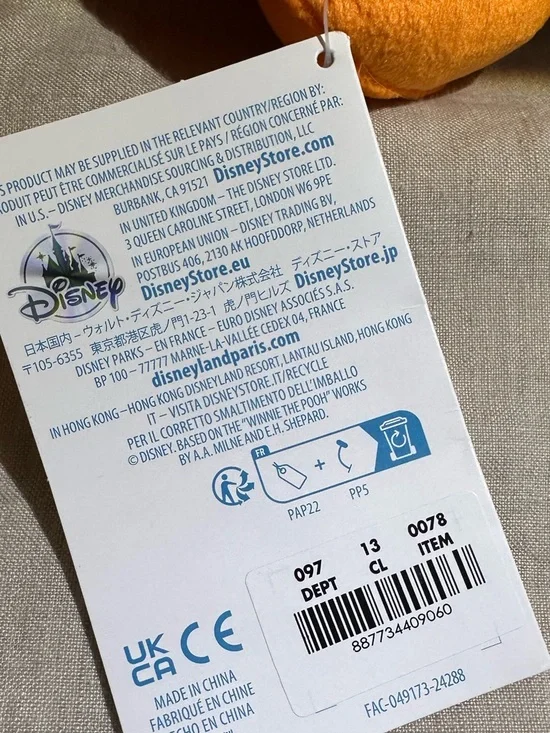 S PRODUCT MAY BE SUPPLIED IN THE RELEVANT COUNTRY/REGION BY:
ODUIT PEUT ÊTRE COMMERCIALISÉ SUR LE PAYS / RÉGION CONCERNÉ PAR:
IN U.S. – DISNEY MERCHANDISE SOURCING & DISTRIBUTION, LLC
BURBANK, CA 91521 DisneyStore.com
IN UNITED KINGDOM – THE DISNEY STORE LTD.
3 QUEEN CAROLINE STREET, LONDON W6 9PE
IN EUROPEAN UNION – DISNEY TRADING BV,
POSTBUS 406, 2130 AK HOOFDORP, NETHERLANDS
DisneyStore.eu
DISNEY
日本国内 – ウォルト・ディズニー・ジャパン株式会社 ディズニー・ストア
〒105-6355 東京都港区虎ノ門1-23-1 虎ノ門ヒルズ DisneyStore.jp
DISNEY PARKS – EN FRANCE – EURO DISNEY ASSOCIÉS S.A.S.
BP 100 – 77777 MARNE-LA-VALLÉE CEDEX 04, FRANCE
disneylandparis.com
IN HONG KONG – HONG KONG DISNEYLAND RESORT, LANTAU ISLAND, HONG KONG
IT – VISITA DISNEYSTORE.IT/RECYCLE
PER IL CORRETTO SMALTIMENTO DELL'IMBALLO
© DISNEY. BASED ON THE "WINNIE THE POOH" WORKS
BY A.A. MILNE AND E.H. SHEPARD.
FR
+
PAP22 PP5
097 13 0078
DEPT CL ITEM
887734409060
UK
CA CE
MADE IN CHINA
FABRIQUÉ EN CHINE
CHO EN CHINA
FAC-049173-24288